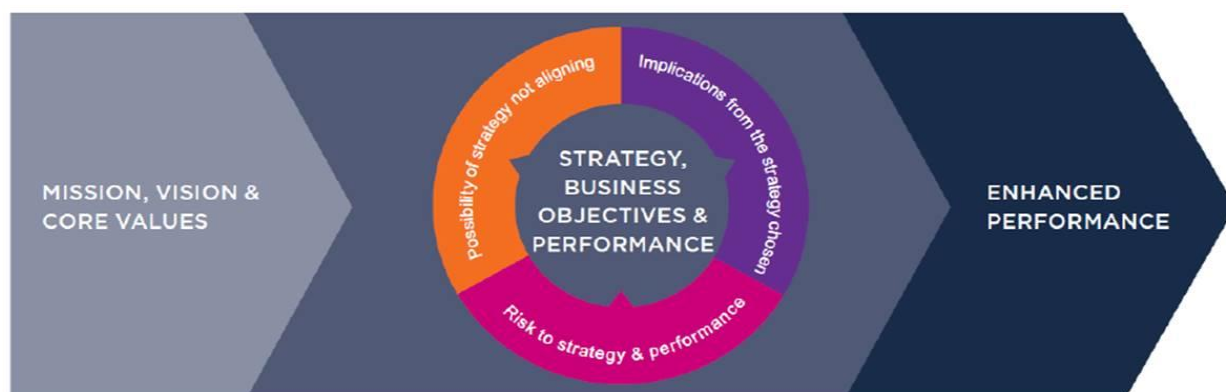 MISSION, VISION &
CORE VALUES
Possibility of strategy not aligning
Implications from the strategy chosen
STRATEGY,
BUSINESS
OBJECTIVES &
PERFORMANCE
Risk to strategy & performance
ENHANCED
PERFORMANCE